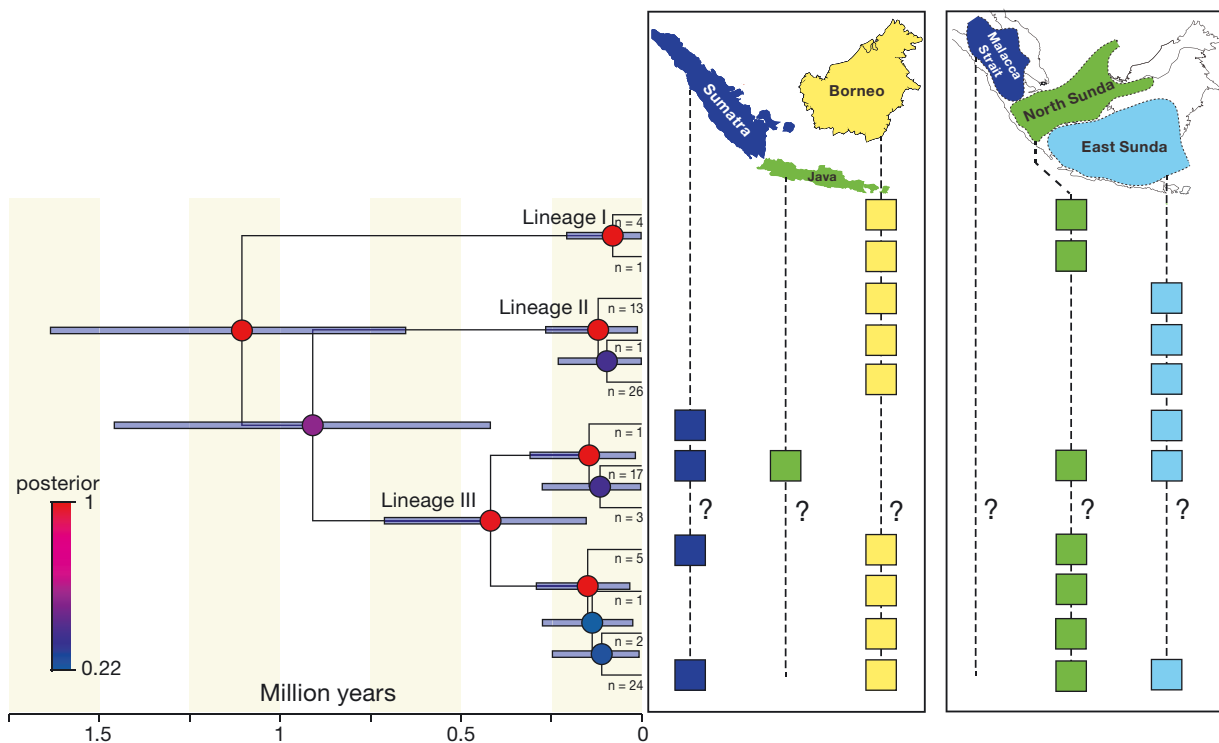 Sumatra
Borneo
Java
Malacca
Strait
North Sunda
East Sunda
Lineage I
n = 4
n = 1
Lineage II
n = 13
n = 1
n = 26
n = 1
n = 17
Lineage III
n = 3
? ? ? ? ? ?
n = 5
n = 1
n = 2
n = 24
posterior
1
0.22
Million years
1.5 1 0.5 0